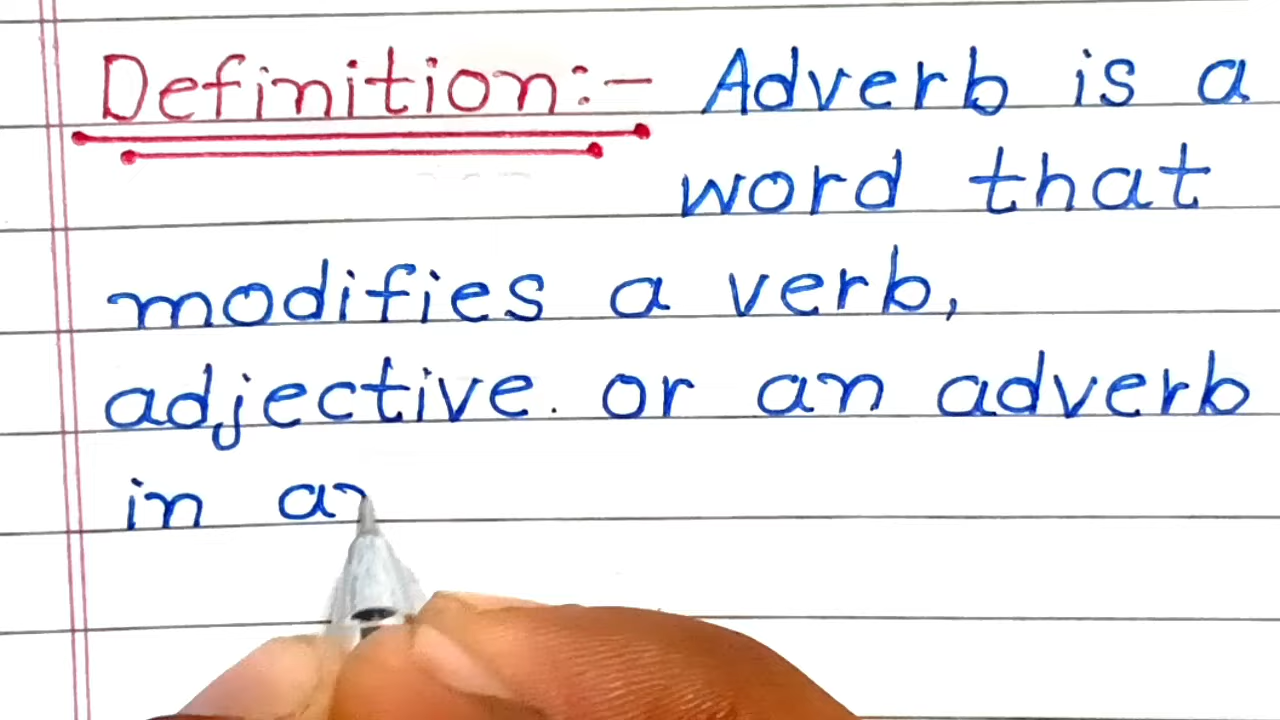 Definition:- Adverb is a
word that
modifies a verb,
adjective. or an adverb
in